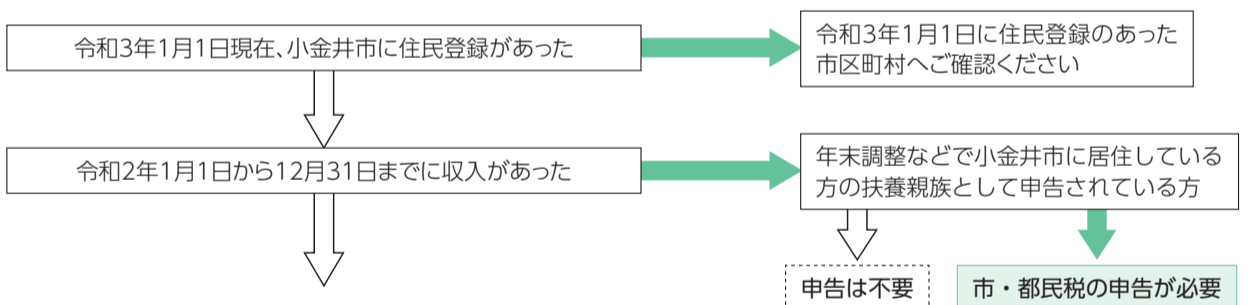 令和3年1月1日現在、小金井市に住民登録があった
令和3年1月1日に住民登録のあった
市区町村へご確認ください
令和2年1月1日から12月31日までに収入があった
年末調整などで小金井市に居住している
方の扶養親族として申告されている方
申告は不要
市・都民税の申告が必要